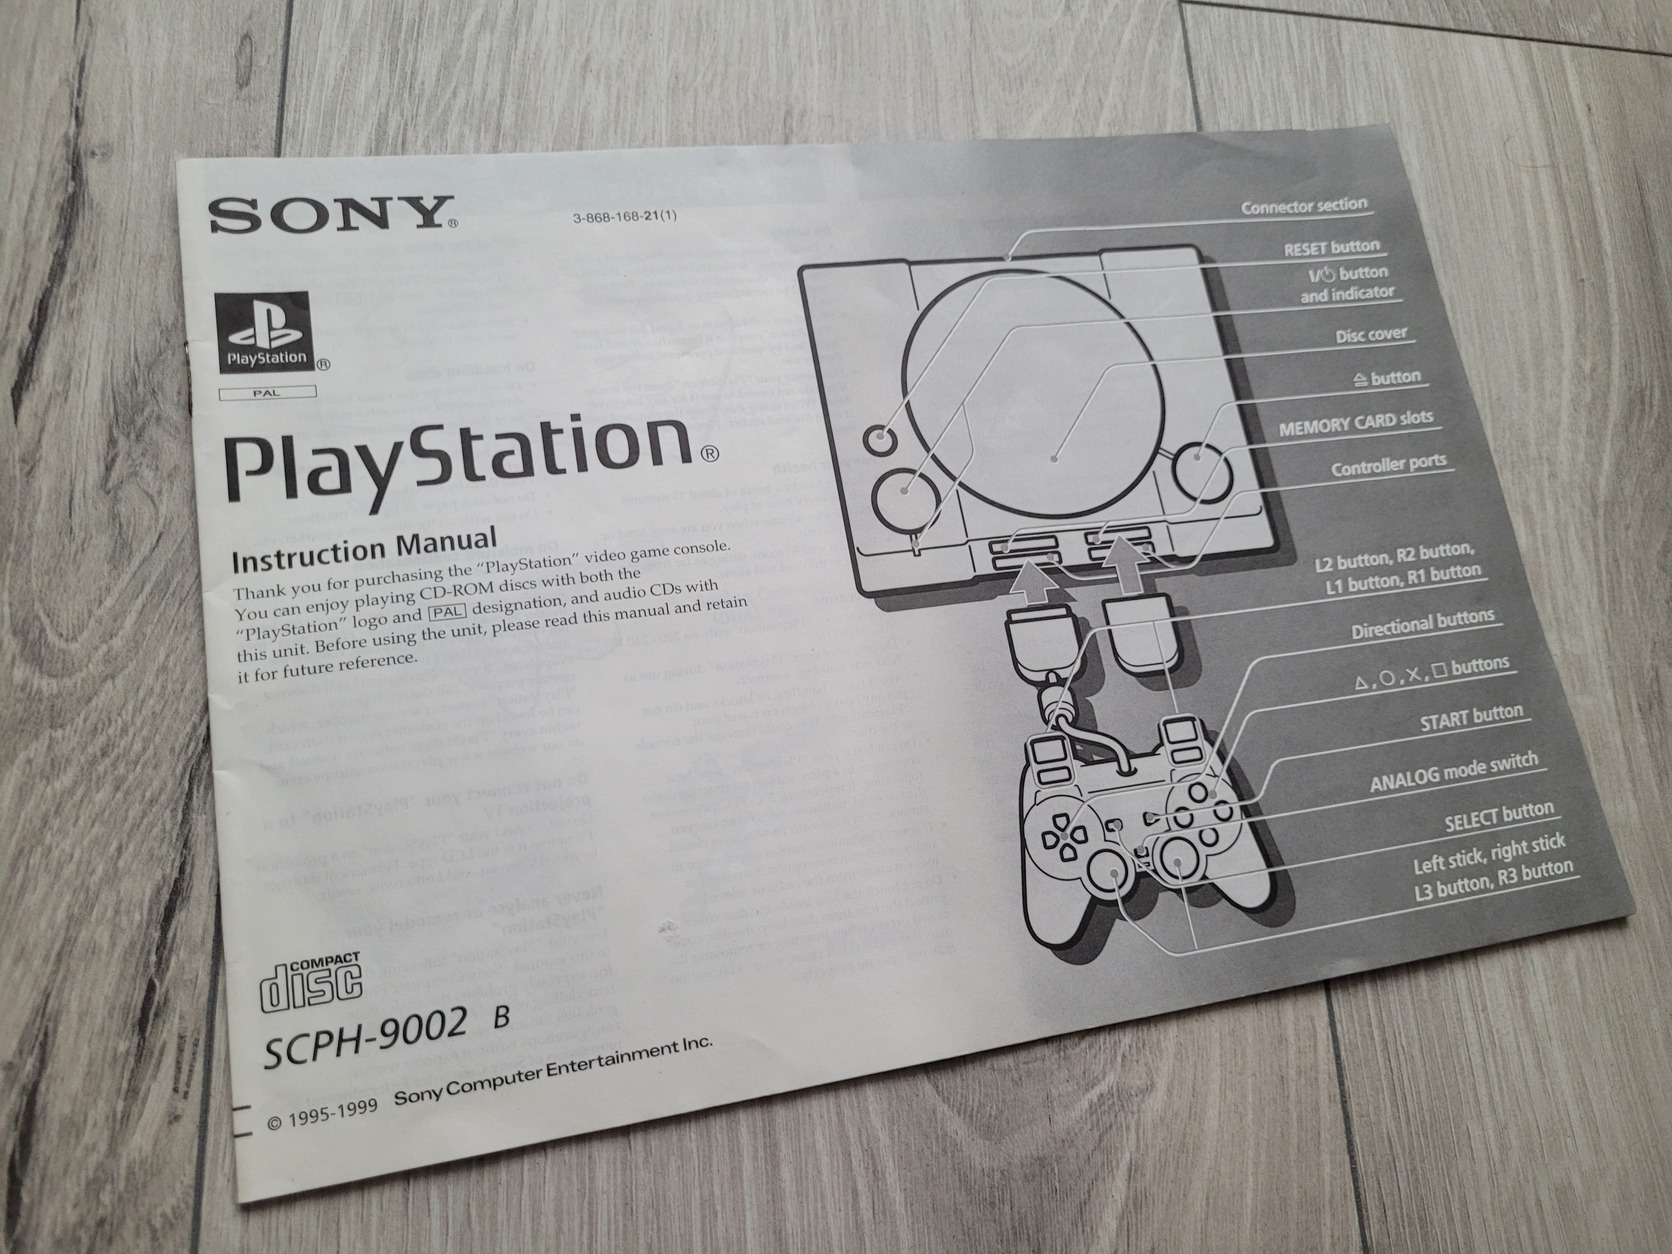 SONY®
3-868-168-21(1)
PlayStation®
PAL
PlayStation®
Instruction Manual
Thank you for purchasing the “PlayStation” video game console.
You can enjoy playing CD-ROM discs with both the
“PlayStation” logo and PAL designation, and audio CDs with
this unit. Before using the unit, please read this manual and retain
it for future reference.
COMPACT
disc
SCPH-9002 B
© 1995-1999 Sony Computer Entertainment Inc.
Connector section
RESET button
I/⏻ button
and indicator
Disc cover
≙ button
MEMORY CARD slots
Controller ports
L2 button, R2 button,
L1 button, R1 button
Directional buttons
△, ○, ✕, □ buttons
START button
ANALOG mode switch
SELECT button
Left stick, right stick
L3 button, R3 button